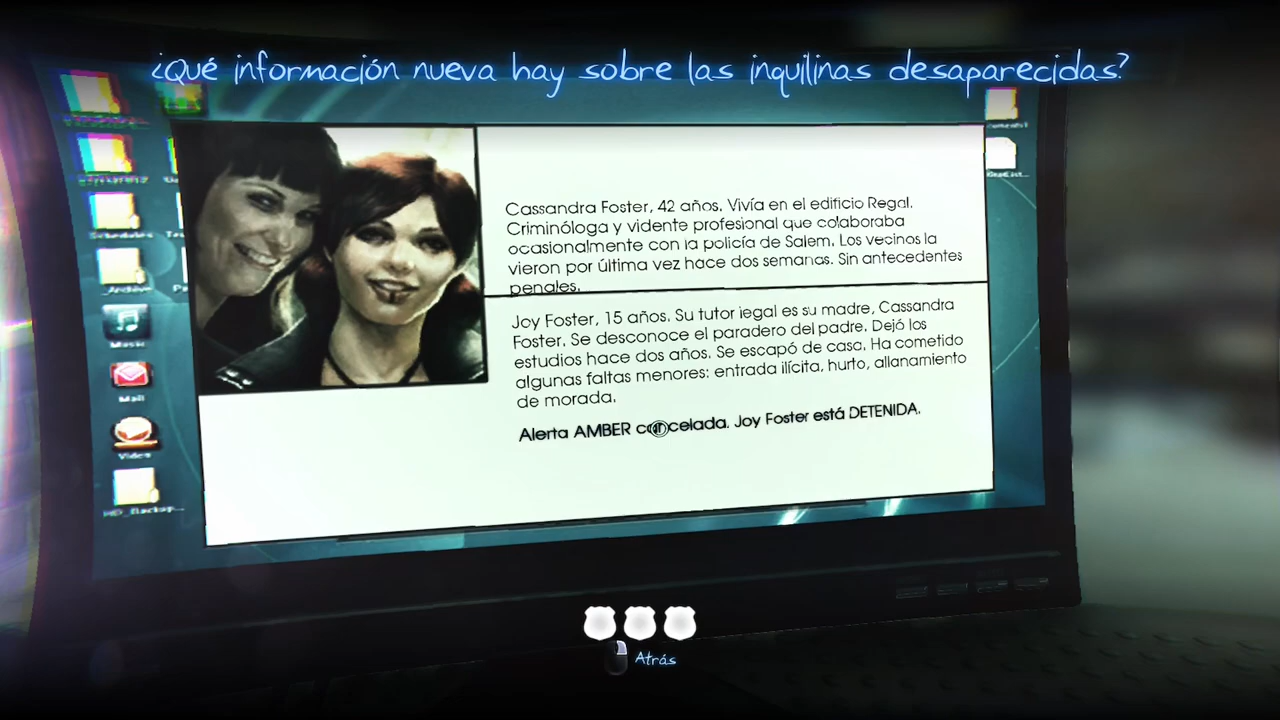 ¿Qué información nueva hay sobre las inquilinas desaparecidas?
Cassandra Foster, 42 años. Vivía en el edificio Regal.
Criminóloga y vidente profesional que colaboraba
ocasionalmente con la policía de Salem. Los vecinos la
vieron por última vez hace dos semanas. Sin antecedentes
penales.
Joy Foster, 15 años. Su tutor legal es su madre, Cassandra
Foster. Se desconoce el paradero del padre. Dejó los
estudios hace dos años. Se escapó de casa. Ha cometido
algunas faltas menores: entrada ilícita, hurto, allanamiento
de morada.
Alerta AMBER cancelada. Joy Foster está DETENIDA.
Schedules
Music
Mail
Video
Atrás